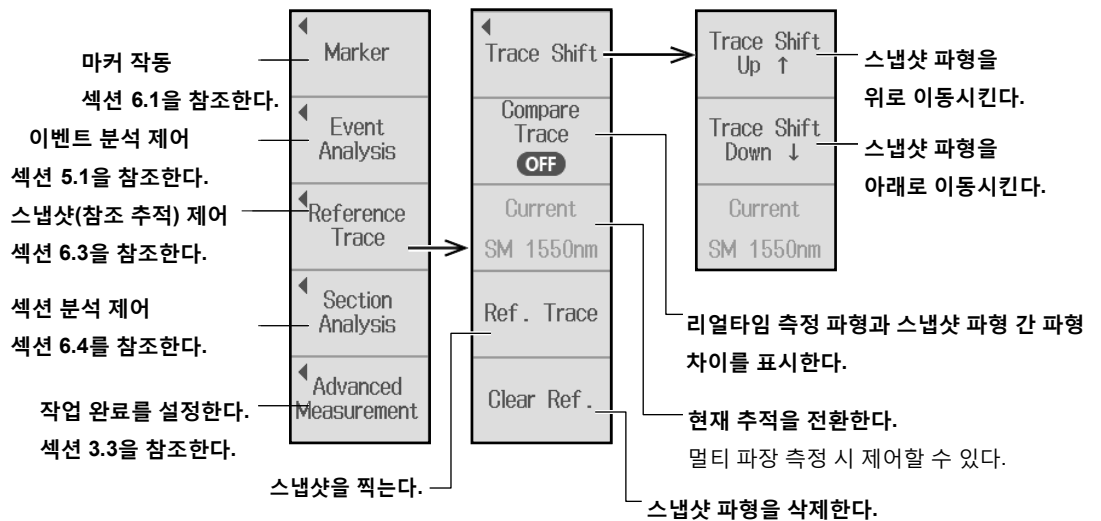 마커 작동
섹션 6.1을 참조한다.
이벤트 분석 제어
섹션 5.1을 참조한다.
스냅샷(참조 추적) 제어
섹션 6.3을 참조한다.
섹션 분석 제어
섹션 6.4를 참조한다.
작업 완료를 설정한다.
섹션 3.3을 참조한다.
Marker
Event
Analysis
Reference
Trace
Section
Analysis
Advanced
Measurement
Trace Shift
Compare
Trace
OFF
Current
SM 1550nm
Ref. Trace
Clear Ref.
스냅샷을 찍는다.
Trace Shift
Up ↑
Trace Shift
Down ↓
Current
SM 1550nm
스냅샷 파형을
위로 이동시킨다.
스냅샷 파형을
아래로 이동시킨다.
리얼타임 측정 파형과 스냅샷 파형 간 파형
차이를 표시한다.
현재 추적을 전환한다.
멀티 파장 측정 시 제어할 수 있다.
스냅샷 파형을 삭제한다.